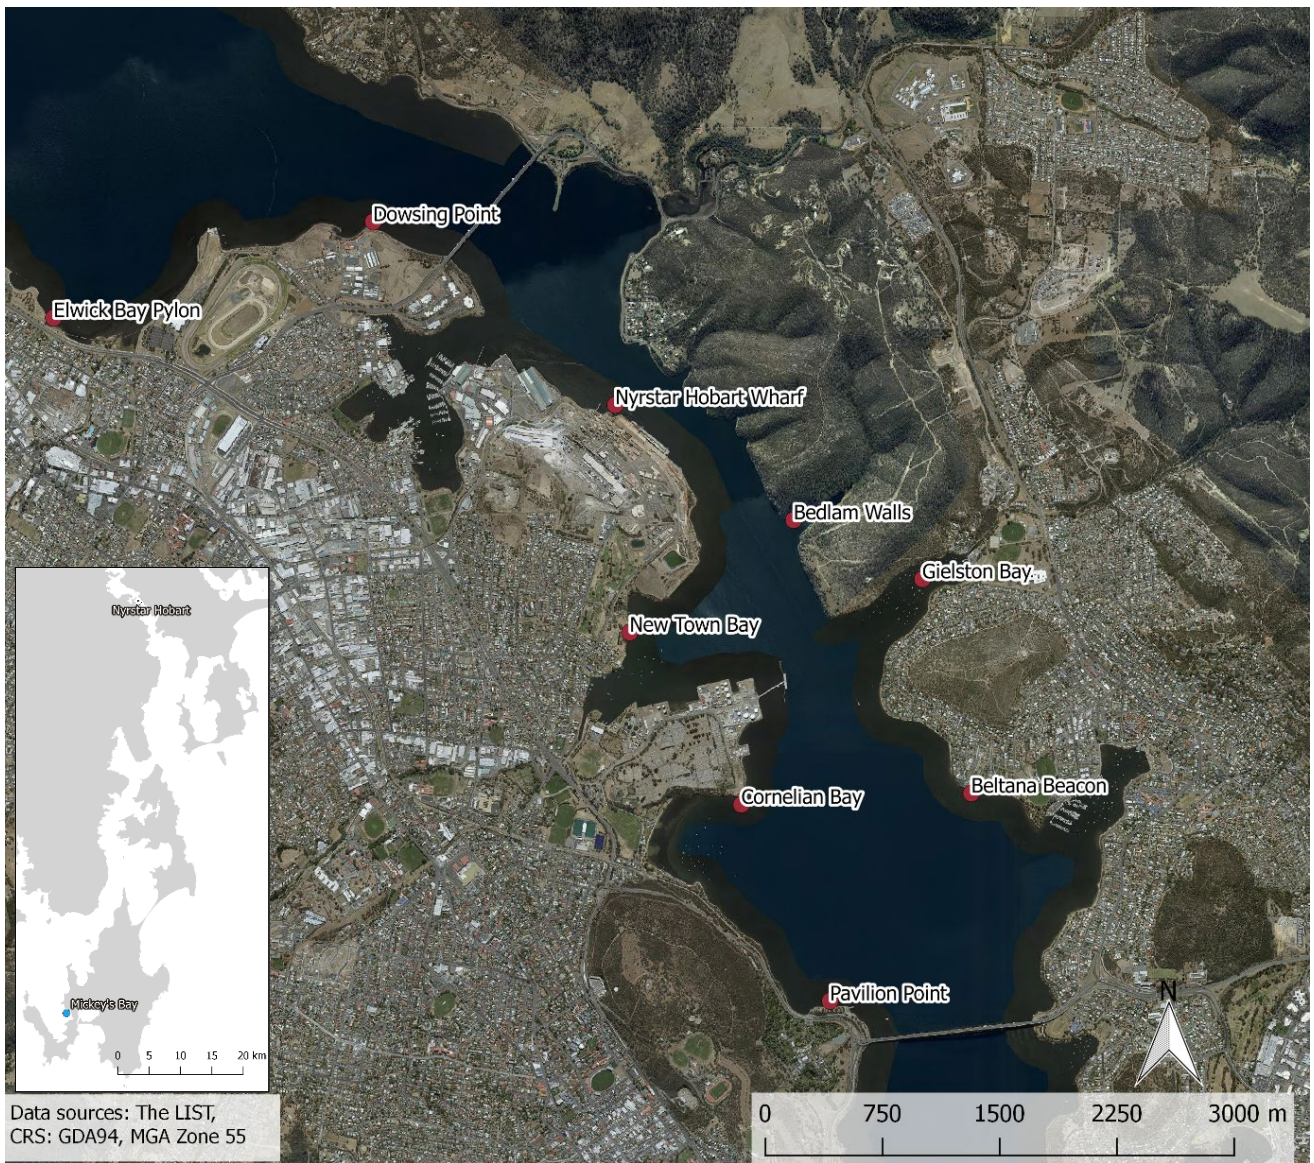 Dowsing Point
Elwick Bay Pylon
Nyrstar Hobart Wharf
Bedlam Walls
Gielston Bay
New Town Bay
Beltana Beacon
Cornelian Bay
Pavilion Point
Nyrstar Hobart
Mickey's Bay
0 5 10 15 20 km
N
Data sources: The LIST,
CRS: GDA94, MGA Zone 55
0 750 1500 2250 3000 m